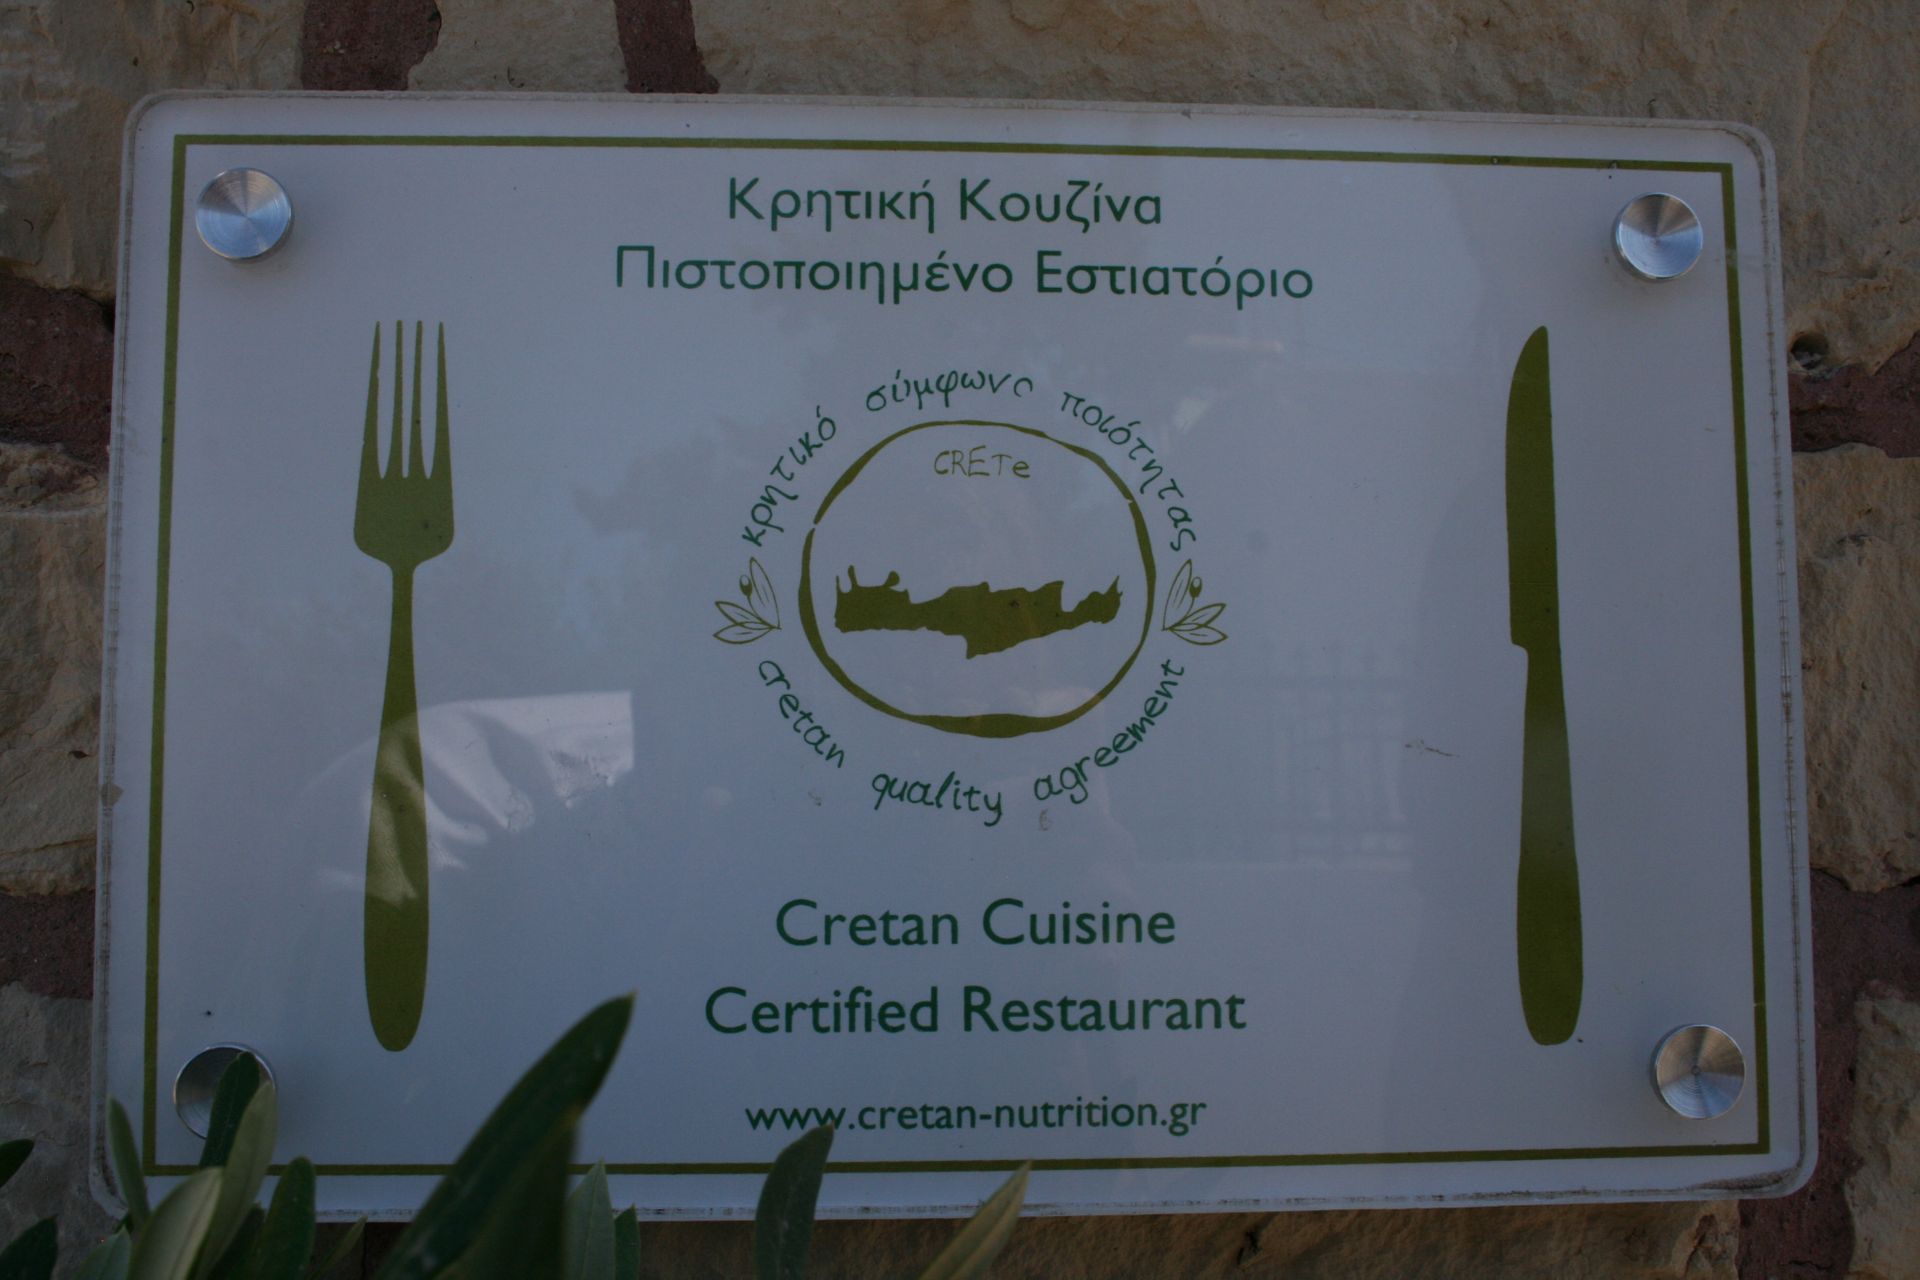 Κρητική Κουζίνα
Πιστοποιημένο Εστιατόριο
κρητικό σύμφωνο ποιότητας
CRETe
cretan quality agreement
Cretan Cuisine
Certified Restaurant
www.cretan-nutrition.gr